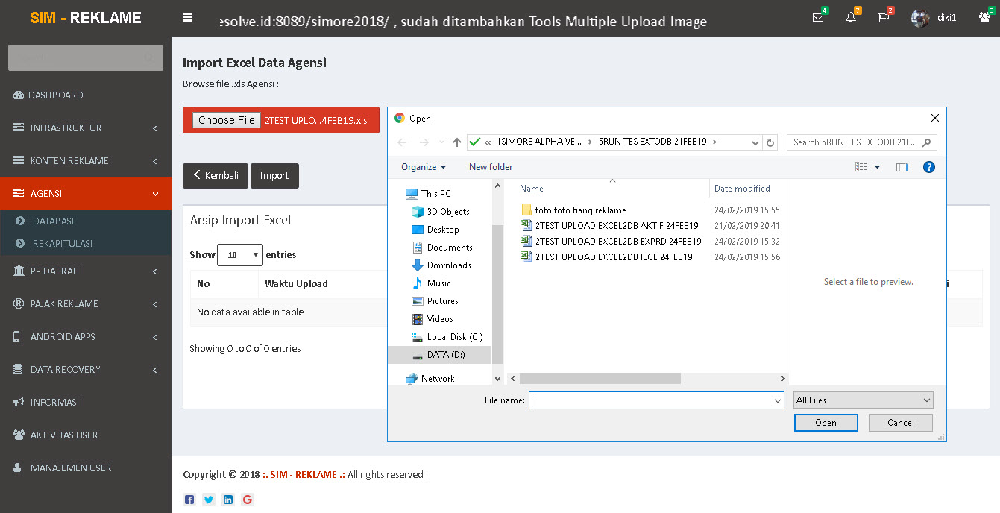 SIM - REKLAME
esolve.id:8089/simore2018/ , sudah ditambahkan Tools Multiple Upload Image
4
7
2
diki1
3
DASHBOARD
INFRASTRUKTUR
KONTEN REKLAME
AGENSI
DATABASE
REKAPITULASI
PP DAERAH
PAJAK REKLAME
ANDROID APPS
DATA RECOVERY
INFORMASI
AKTIVITAS USER
MANAJEMEN USER
Import Excel Data Agensi
Browse file .xls Agensi :
Choose File 2TEST UPLO...4FEB19.xls
Kembali
Import
Arsip Import Excel
Show 10 entries
No Waktu Upload
No data available in table
Showing 0 to 0 of 0 entries
Open
« 1SIMORE ALPHA VE... › 5RUN TES EXTODB 21FEB19 ›
Search 5RUN TES EXTODB 21F...
Organize
New folder
?
This PC
3D Objects
Desktop
Documents
Downloads
Music
Pictures
Videos
Local Disk (C:)
DATA (D:)
Network
Name Date modified
foto foto tiang reklame 24/02/2019 15.55
2TEST UPLOAD EXCEL2DB AKTIF 24FEB19 21/02/2019 20.41
2TEST UPLOAD EXCEL2DB EXPRD 24FEB19 24/02/2019 15.32
2TEST UPLOAD EXCEL2DB ILGL 24FEB19 24/02/2019 15.56
Select a file to preview.
i
File name:
All Files
Open
Cancel
Copyright © 2018 :. SIM - REKLAME .: All rights reserved.